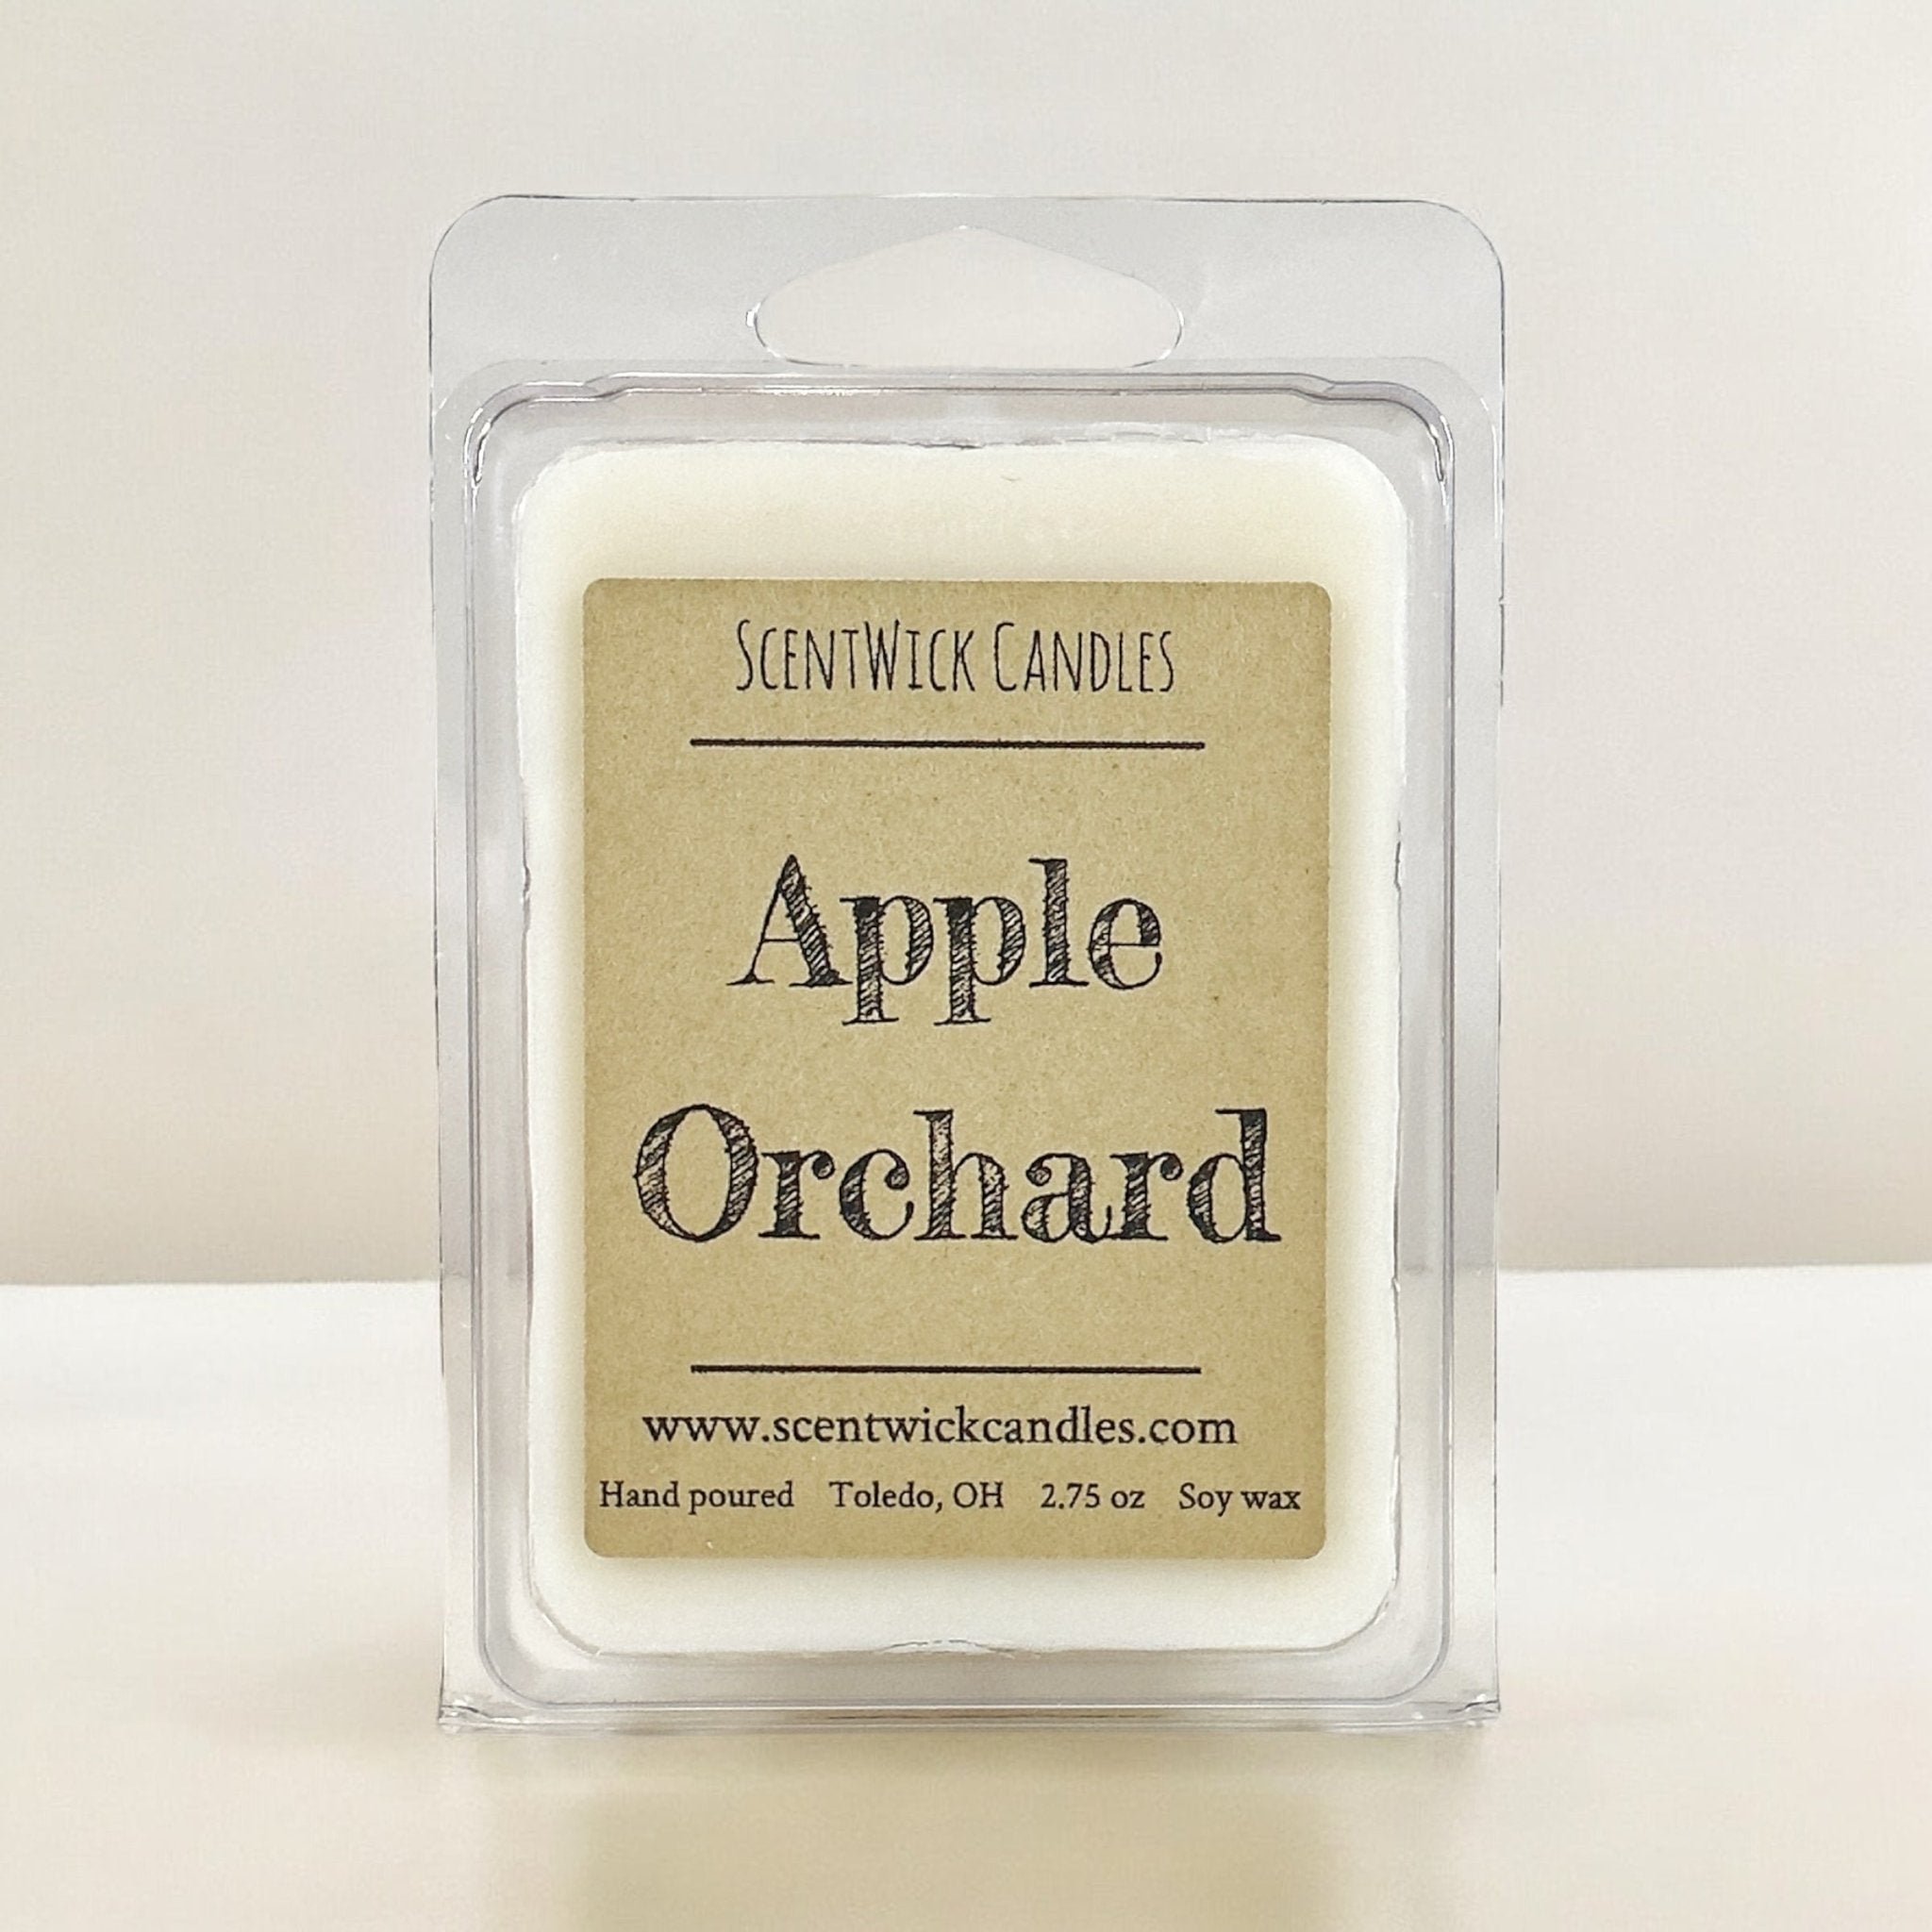 ScentWick Candles
Apple
Orchard
www.scentwickcandles.com
Hand poured Toledo, OH 2.75 oz Soy wax